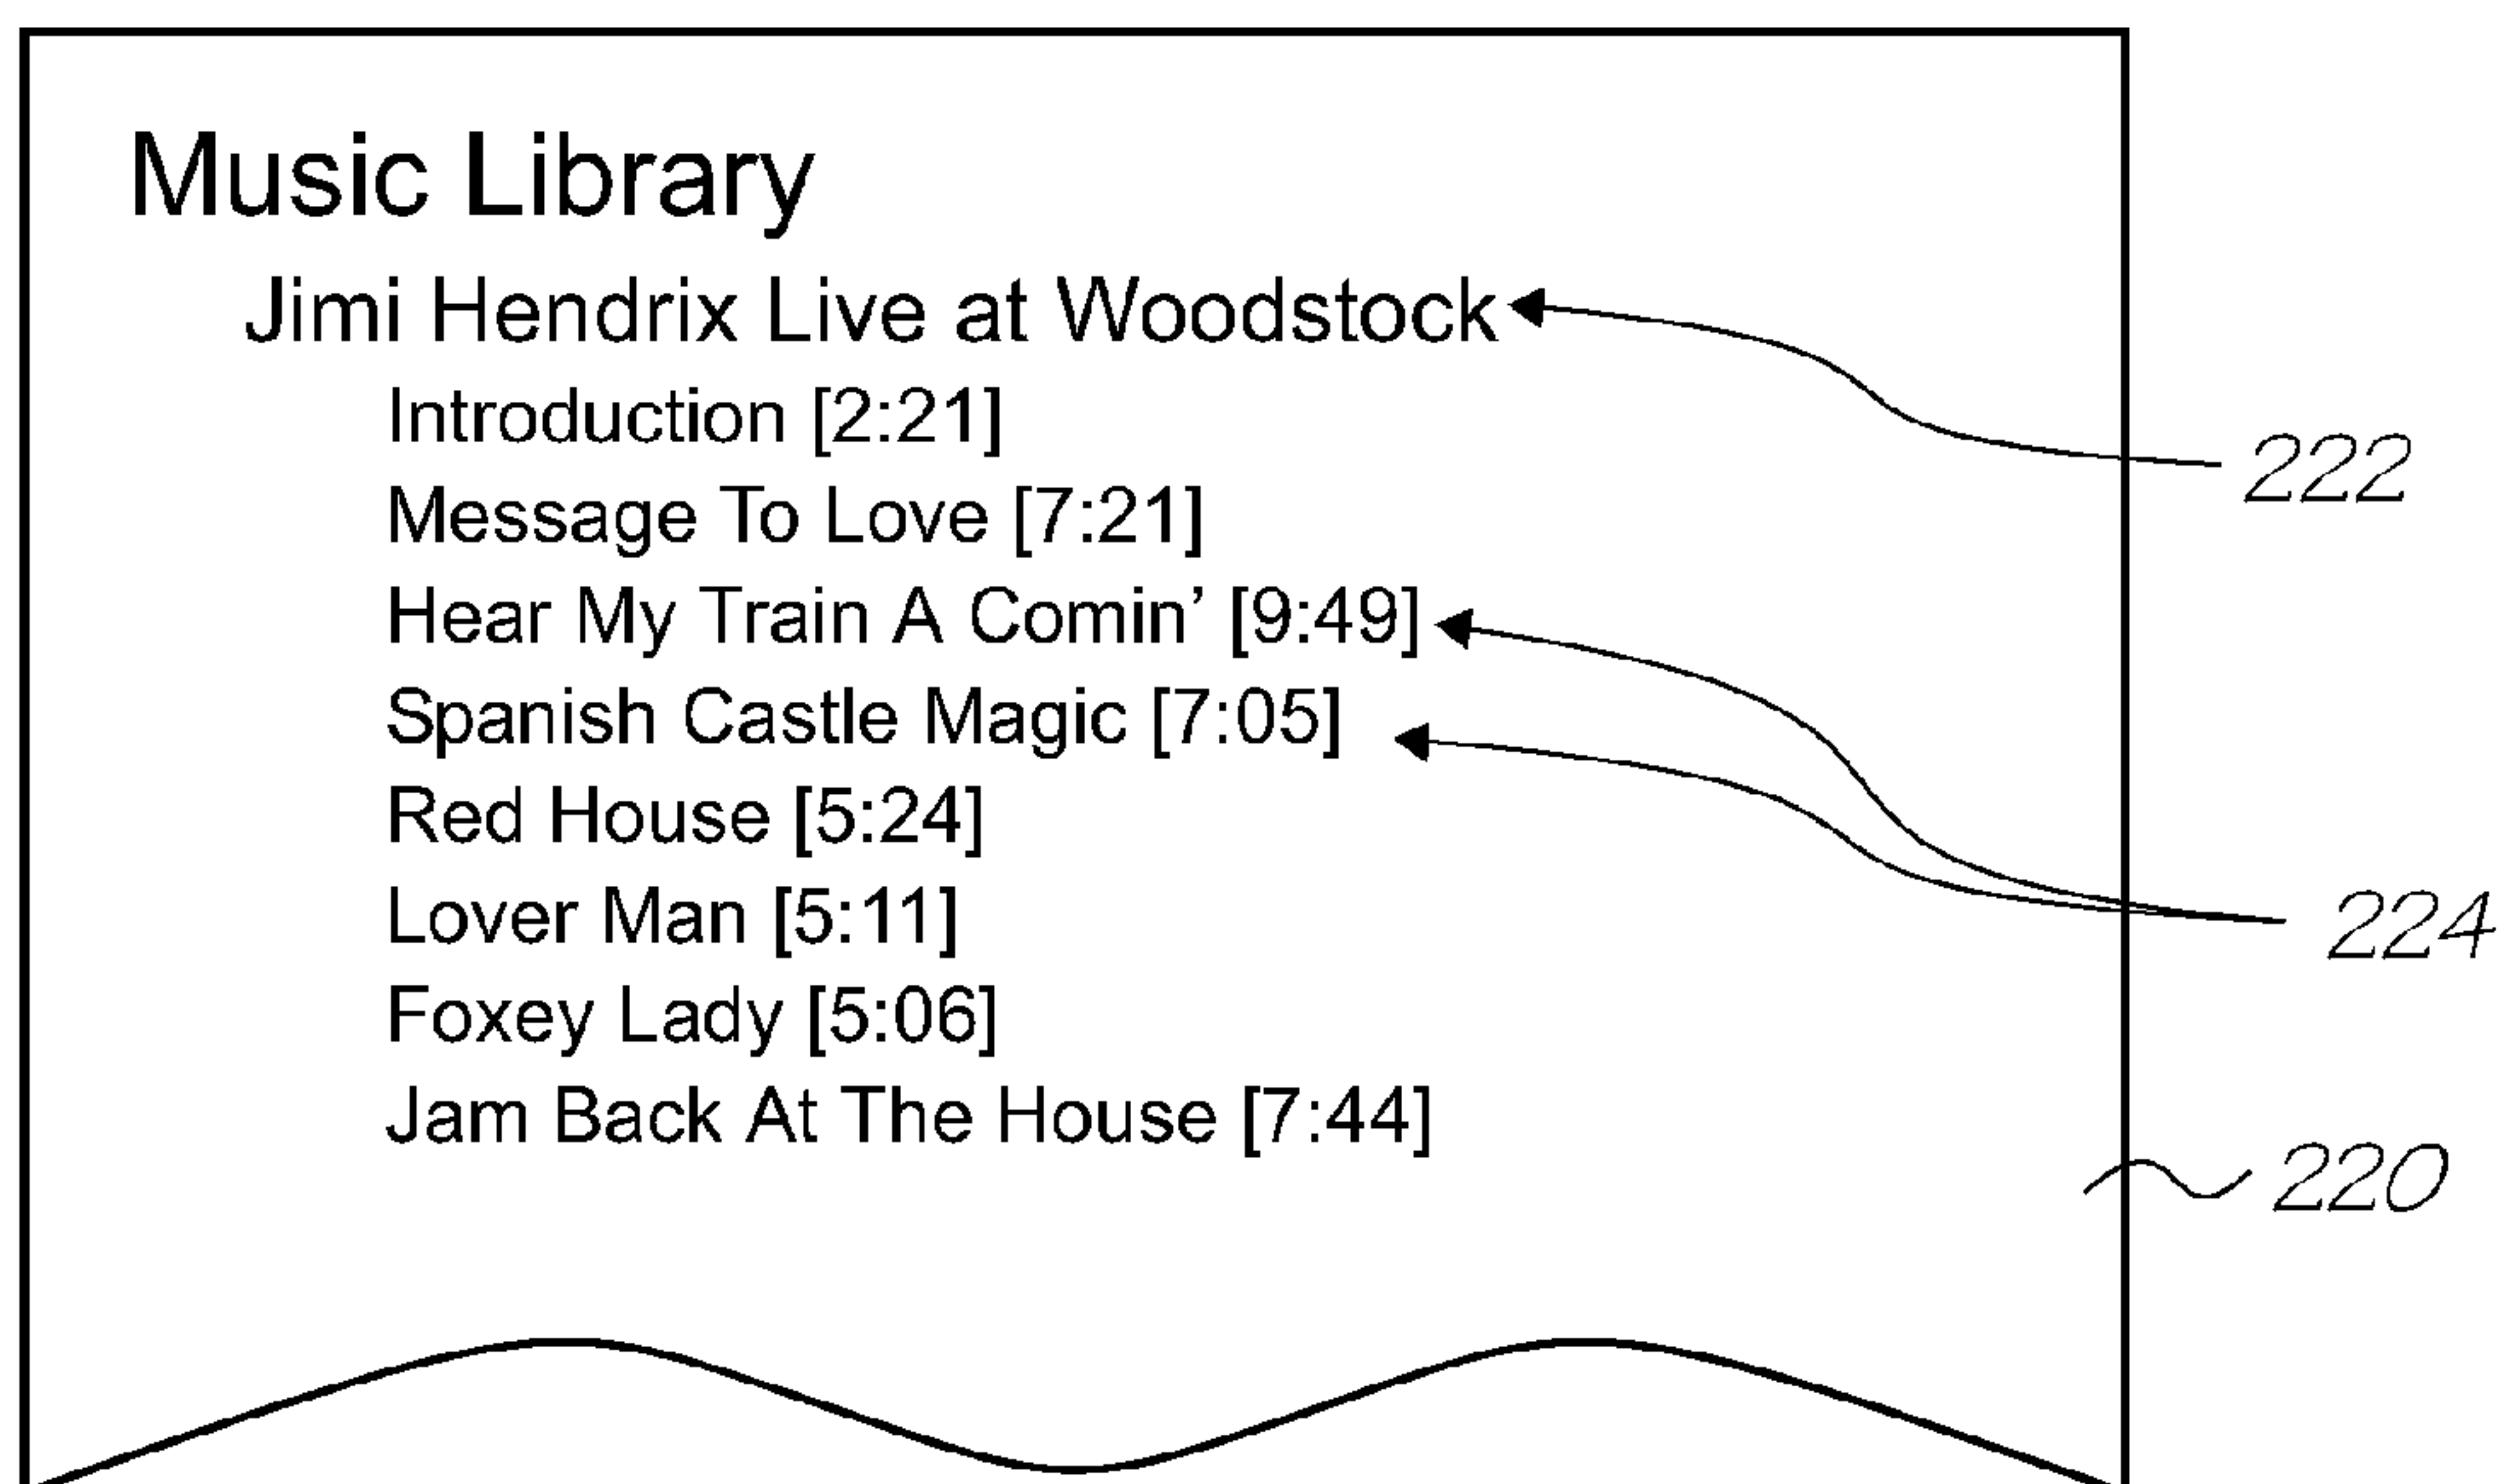 Music Library
Jimi Hendrix Live at Woodstock
Introduction [2:21]
222
Message To Love [7:21]
Hear My Train A Comin’ [9:49]
Spanish Castle Magic [7:05]
Red House [5:24]
Lover Man [5:11]
224
Foxey Lady [5:06]
Jam Back At The House [7:44]
220